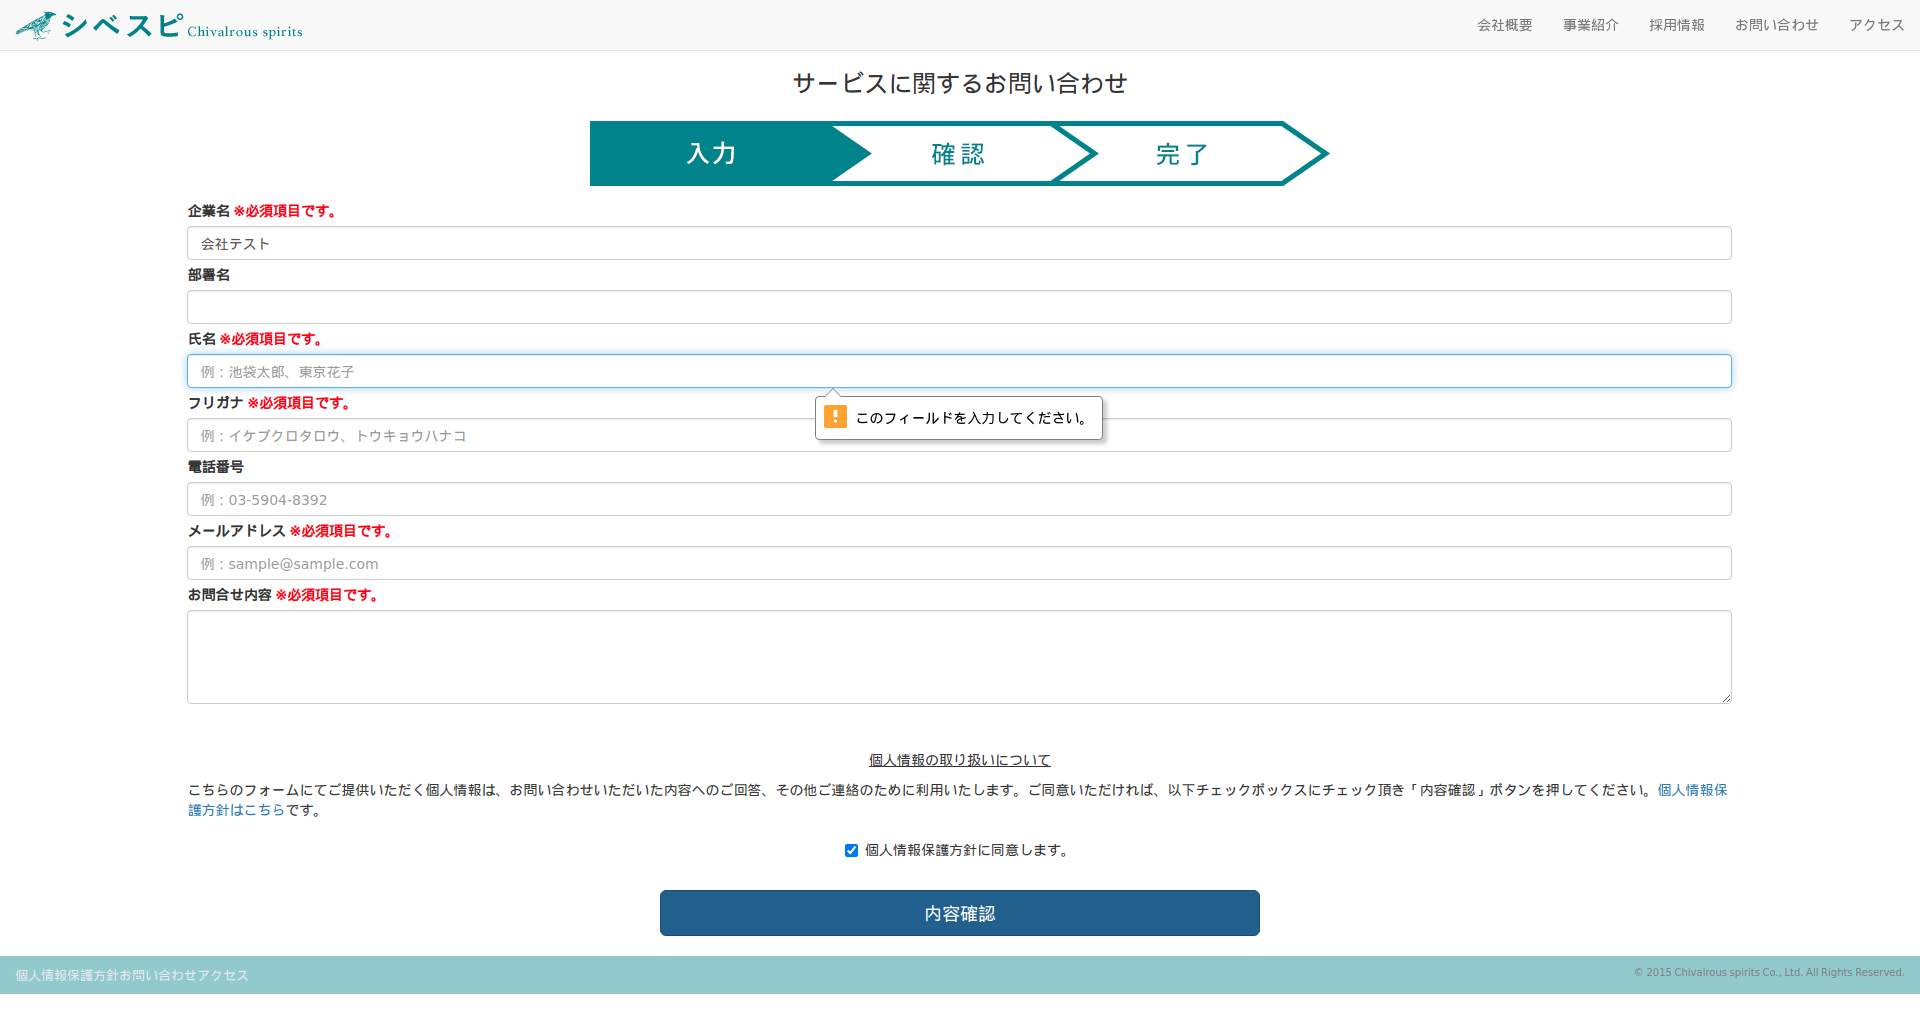 シベスピ Chivalrous spirits
会社概要 事業紹介 採用情報 お問い合わせ アクセス
サービスに関するお問い合わせ
入力 確認 完了
企業名 ※必須項目です。
会社テスト
部署名
氏名 ※必須項目です。
例：池袋太郎、東京花子
フリガナ ※必須項目です。
このフィールドを入力してください。
例：イケブクロタロウ、トウキョウハナコ
電話番号
例：03-5904-8392
メールアドレス ※必須項目です。
例：sample@sample.com
お問合せ内容 ※必須項目です。
個人情報の取り扱いについて
こちらのフォームにてご提供いただく個人情報は、お問い合わせいただいた内容へのご回答、その他ご連絡のために利用いたします。ご同意いただければ、以下チェックボックスにチェック頂き「内容確認」ボタンを押してください。個人情報保
護方針はこちらです。
個人情報保護方針に同意します。
内容確認
個人情報保護方針お問い合わせアクセス
© 2015 Chivalrous spirits Co., Ltd. All Rights Reserved.